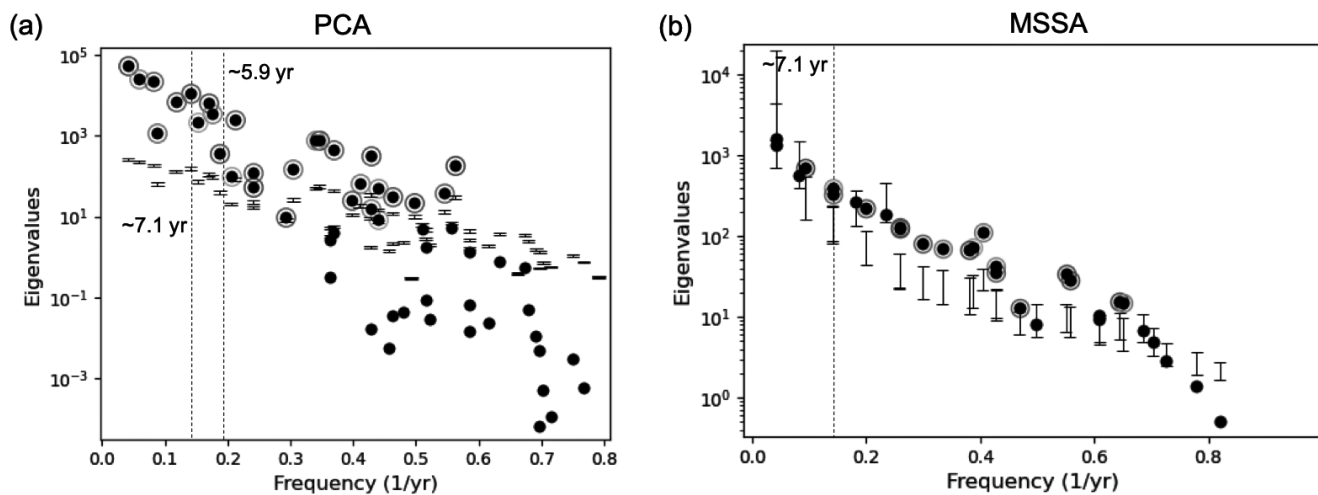 (a) PCA
10^5
10^3
10^1
10^-1
10^-3
Eigenvalues
~5.9 yr
~7.1 yr
0.0 0.1 0.2 0.3 0.4 0.5 0.6 0.7 0.8
Frequency (1/yr)
(b) MSSA
10^4
10^3
10^2
10^1
10^0
Eigenvalues
~7.1 yr
0.0 0.2 0.4 0.6 0.8
Frequency (1/yr)